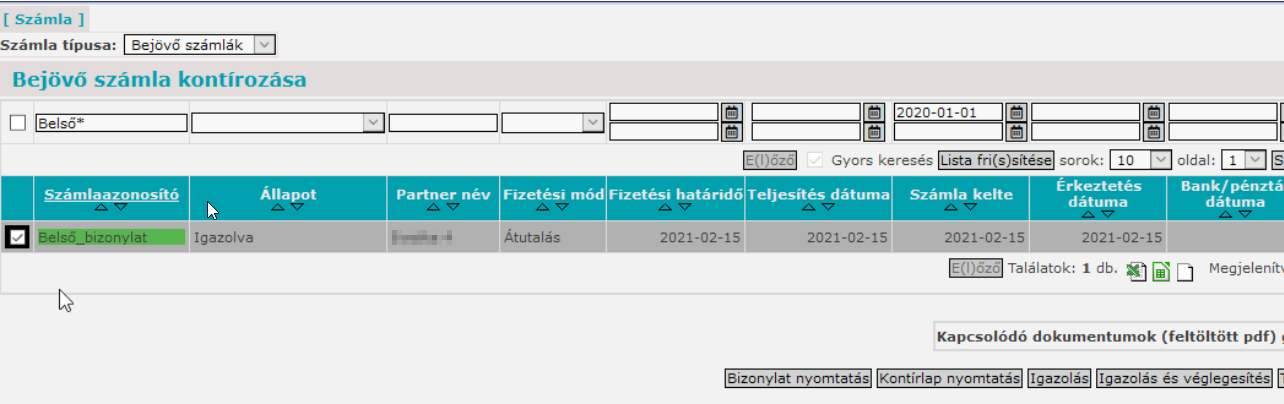 [ Számla ]
Számla típusa: Bejövő számlák
Bejövő számla kontírozása
Belső* 2020-01-01
E(l)őző Gyors keresés Lista fri(s)sítése sorok: 10 oldal: 1
Számlaazonosító Állapot Partner név Fizetési mód Fizetési határidő Teljesítés dátuma Számla kelte Érkeztetés dátuma Bank/pénztá dátuma
Belső_bizonylat Igazolva Átutalás 2021-02-15 2021-02-15 2021-02-15 2021-02-15
E(l)őző Találatok: 1 db. Megjelenítv
Kapcsolódó dokumentumok (feltöltött pdf)
Bizonylat nyomtatás Kontírlap nyomtatás Igazolás Igazolás és véglegesítés